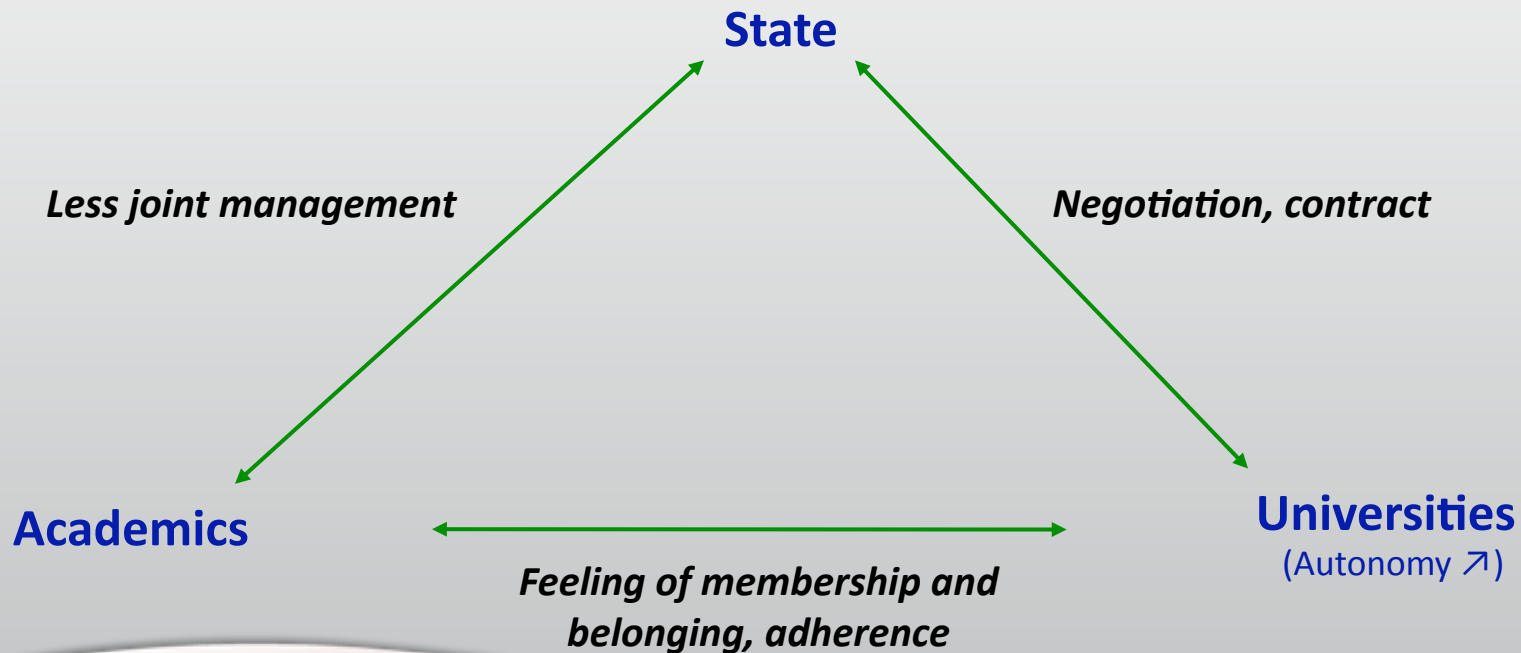 State
Less joint management
Negotiation, contract
Academics
Universities
(Autonomy ↗)
Feeling of membership and
belonging, adherence